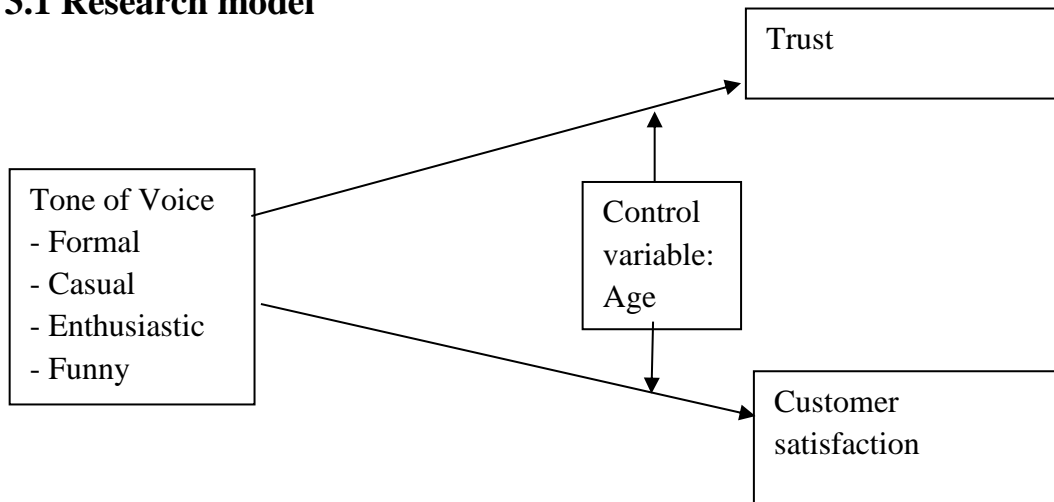 3.1 Research model
Trust
Tone of Voice
- Formal
- Casual
- Enthusiastic
- Funny
Control
variable:
Age
Customer
satisfaction